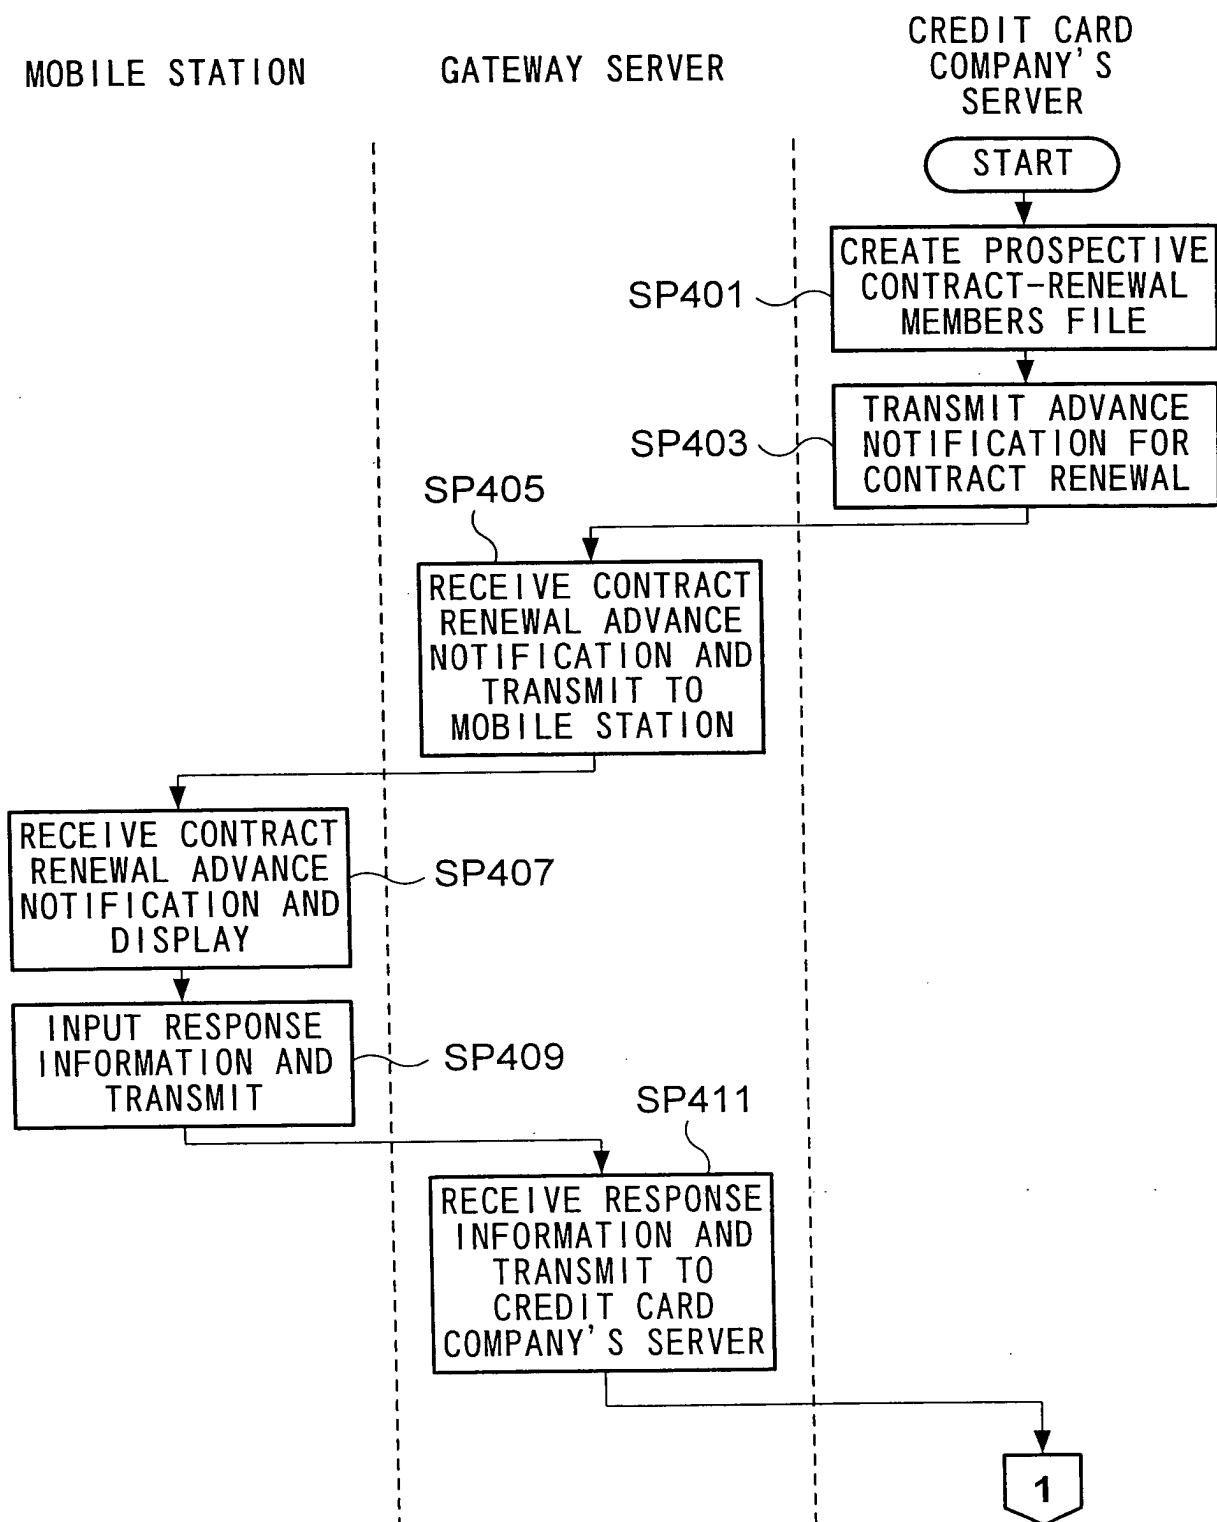 MOBILE STATION
GATEWAY SERVER
CREDIT CARD
COMPANY'S
SERVER
START
CREATE PROSPECTIVE
CONTRACT-RENEWAL
MEMBERS FILE
SP401
TRANSMIT ADVANCE
NOTIFICATION FOR
CONTRACT RENEWAL
SP403
SP405
RECEIVE CONTRACT
RENEWAL ADVANCE
NOTIFICATION AND
TRANSMIT TO
MOBILE STATION
RECEIVE CONTRACT
RENEWAL ADVANCE
NOTIFICATION AND
DISPLAY
SP407
INPUT RESPONSE
INFORMATION AND
TRANSMIT
SP409
SP411
RECEIVE RESPONSE
INFORMATION AND
TRANSMIT TO
CREDIT CARD
COMPANY'S SERVER
1